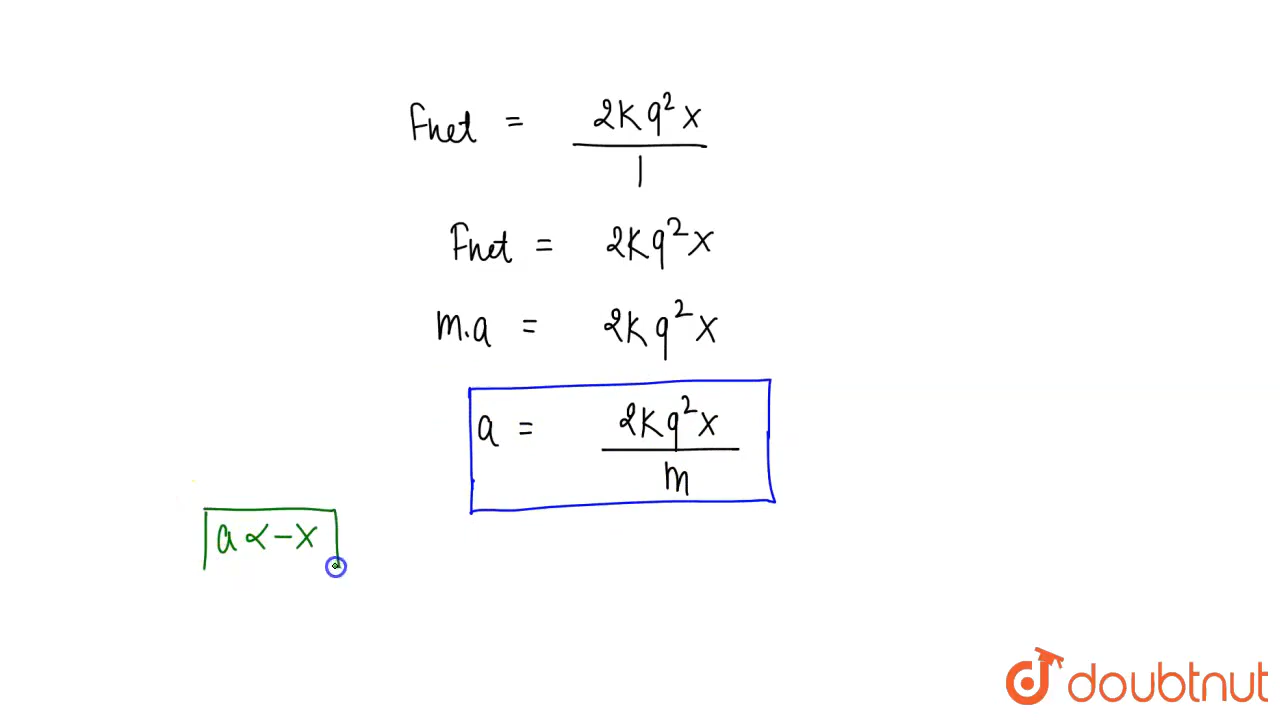 Fnet = 2Kq²x / 1
Fnet = 2Kq²x
m.a = 2Kq²x
a = 2Kq²x / m
a ∝ -x
doubtnut